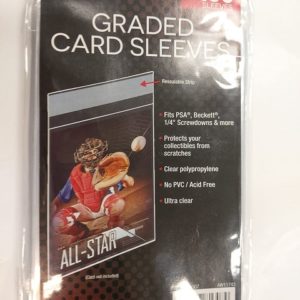 SLEEVES
GRADED
CARD SLEEVES
Resealable Strip
• Fits PSA®, Beckett®,
1/4" Screwdowns & more
• Protects your
collectibles from
scratches
• Clear polypropylene
• No PVC / Acid Free
• Ultra clear
ALL-STAR
(Card not included)